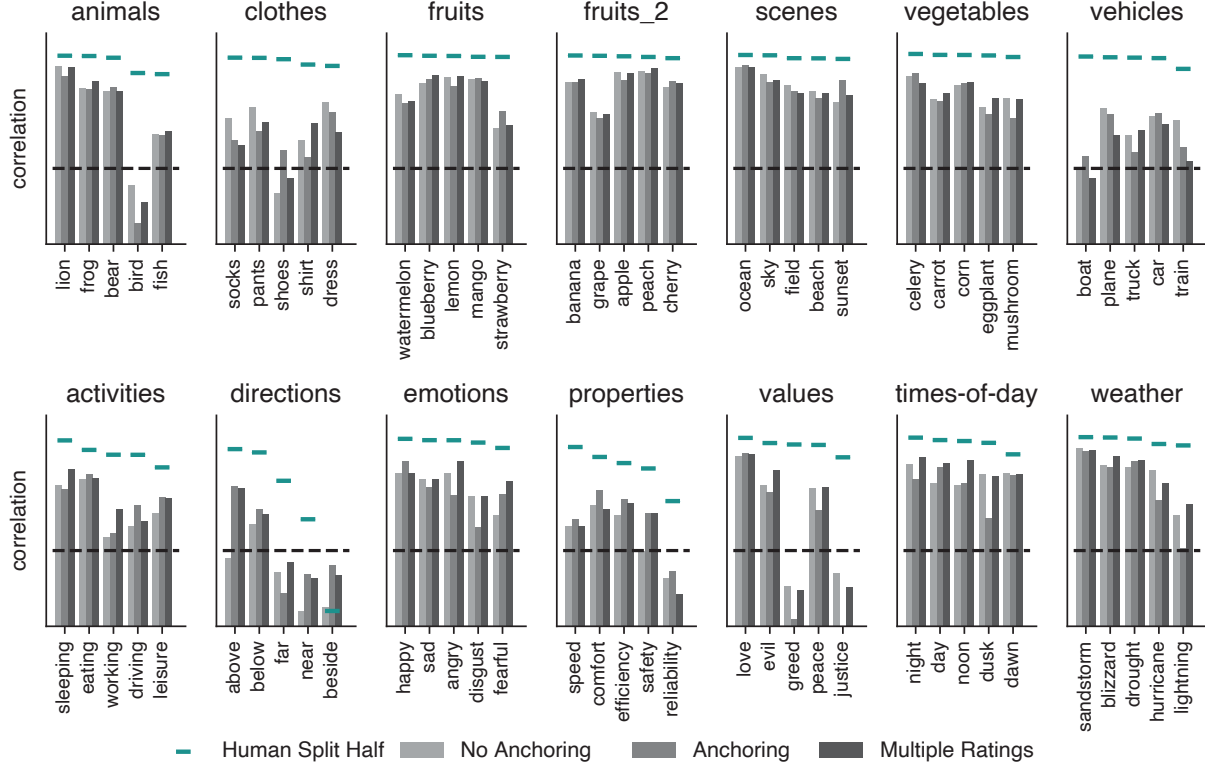 animals
clothes
fruits
fruits_2
scenes
vegetables
vehicles
correlation
lion
frog
bear
bird
fish
socks
pants
shoes
shirt
dress
watermelon
blueberry
lemon
mango
strawberry
banana
grape
apple
peach
cherry
ocean
sky
field
beach
sunset
celery
carrot
corn
eggplant
mushroom
boat
plane
truck
car
train
activities
directions
emotions
properties
values
times-of-day
weather
correlation
sleeping
eating
working
driving
leisure
above
below
far
near
beside
happy
sad
angry
disgust
fearful
speed
comfort
efficiency
safety
reliability
love
evil
greed
peace
justice
night
day
noon
dusk
dawn
sandstorm
blizzard
drought
hurricane
lightning
Human Split Half
No Anchoring
Anchoring
Multiple Ratings